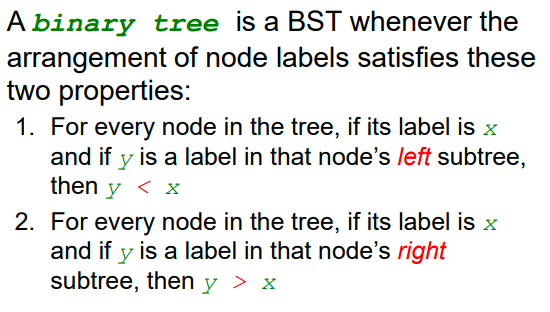 A binary tree is a BST whenever the
arrangement of node labels satisfies these
two properties:
1. For every node in the tree, if its label is x
and if y is a label in that node's left subtree,
then y < x
2. For every node in the tree, if its label is x
and if y is a label in that node's right
subtree, then y > x